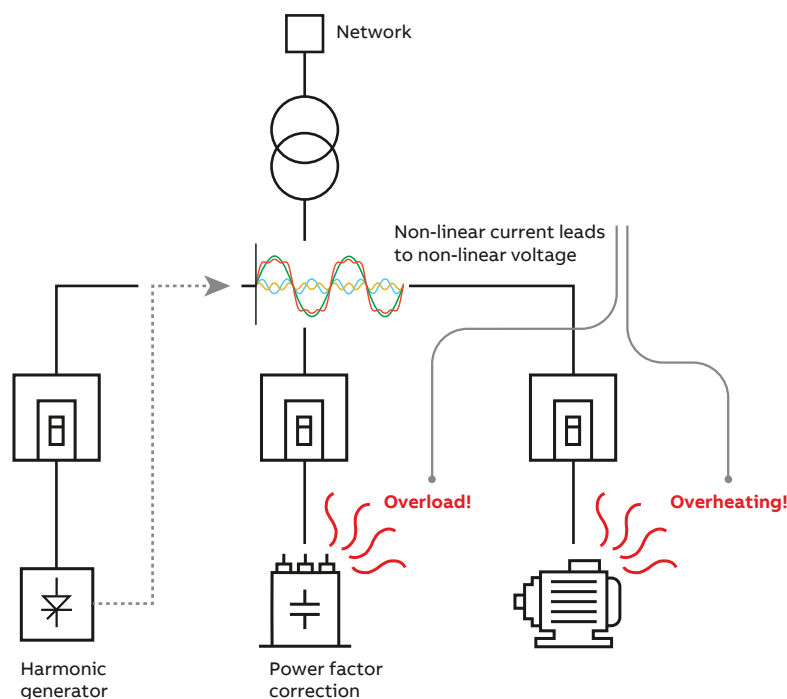 Network
Non-linear current leads
to non-linear voltage
Overload!
Overheating!
Harmonic
generator
Power factor
correction